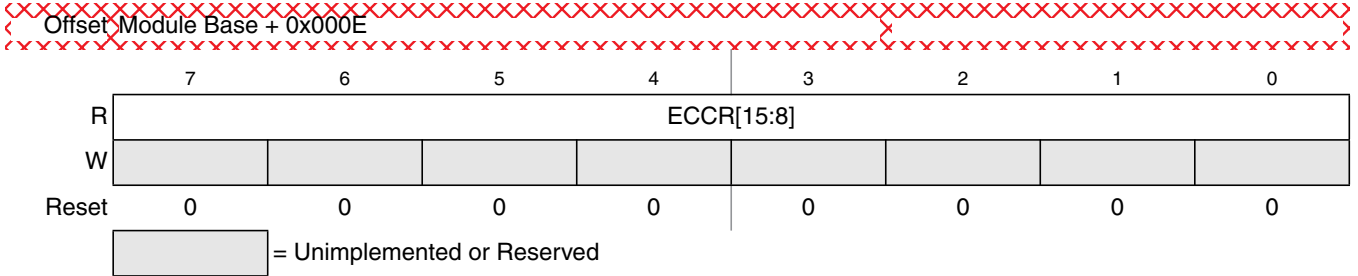 Offset Module Base + 0x000E
7 6 5 4 3 2 1 0
R ECCR[15:8]
W
Reset 0 0 0 0 0 0 0 0
= Unimplemented or Reserved